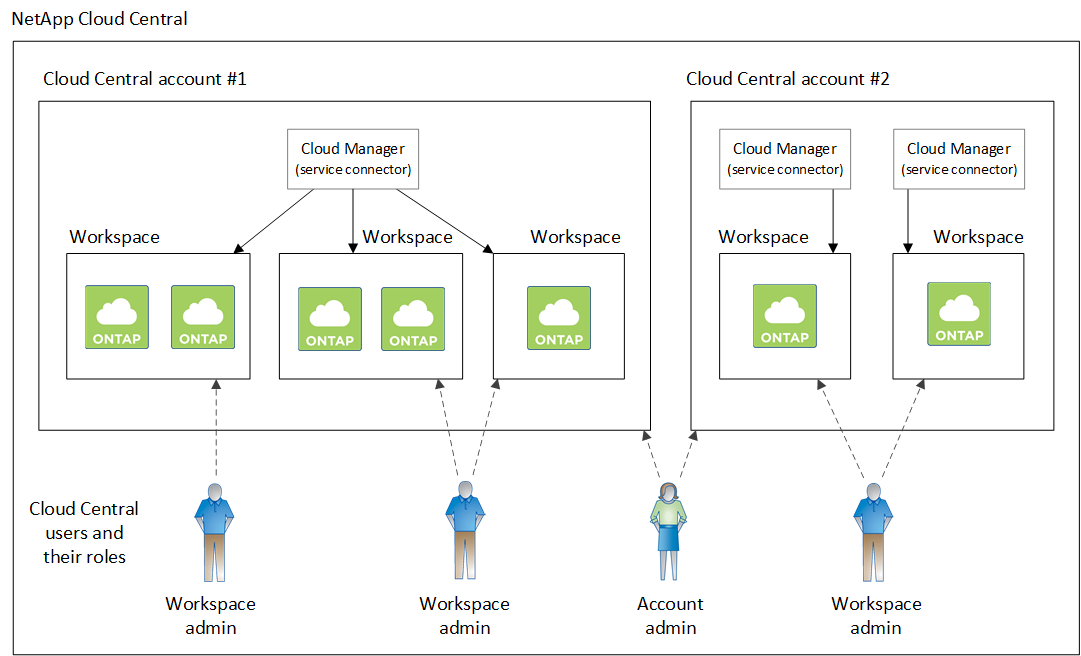 NetApp Cloud Central
Cloud Central account #1
Cloud Central account #2
Cloud Manager
(service connector)
Cloud Manager
(service connector)
Cloud Manager
(service connector)
Workspace
Workspace
Workspace
Workspace
Workspace
ONTAP
ONTAP
ONTAP
ONTAP
ONTAP
ONTAP
ONTAP
Cloud Central
users and
their roles
Workspace
admin
Workspace
admin
Account
admin
Workspace
admin